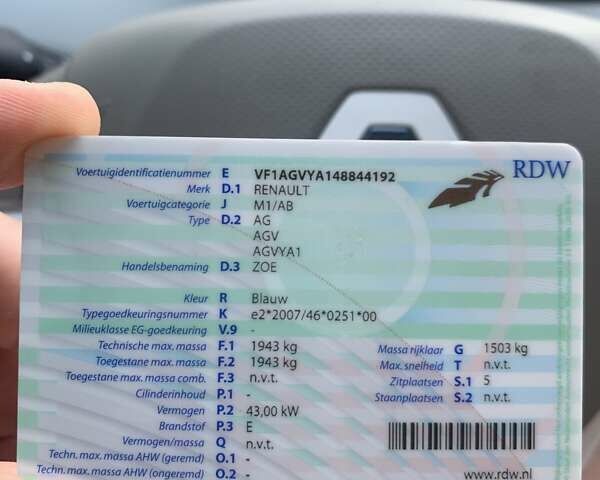 RDW
Voertuigidentificatienummer E VF1AGVYA148844192
Merk D.1 RENAULT
Voertuigcategorie J M1/AB
Type D.2 AG
AGV
AGVYA1
Handelsbenaming D.3 ZOE
Kleur R Blauw
Typegoedkeuringsnummer K e2*2007/46*0251*00
Milieuklasse EG-goedkeuring V.9 -
Technische max. massa F.1 1943 kg Massa rijklaar G 1503 kg
Toegestane max. massa F.2 1943 kg Max. snelheid T n.v.t.
Toegestane max. massa comb. F.3 n.v.t. Zitplaatsen S.1 5
Cilinderinhoud P.1 - Staanplaatsen S.2 n.v.t.
Vermogen P.2 43,00 kW
Brandstof P.3 E
Vermogen/massa Q n.v.t.
Techn. max. massa AHW (geremd) O.1 -
Techn. max. massa AHW (ongeremd) O.2 - www.rdw.nl